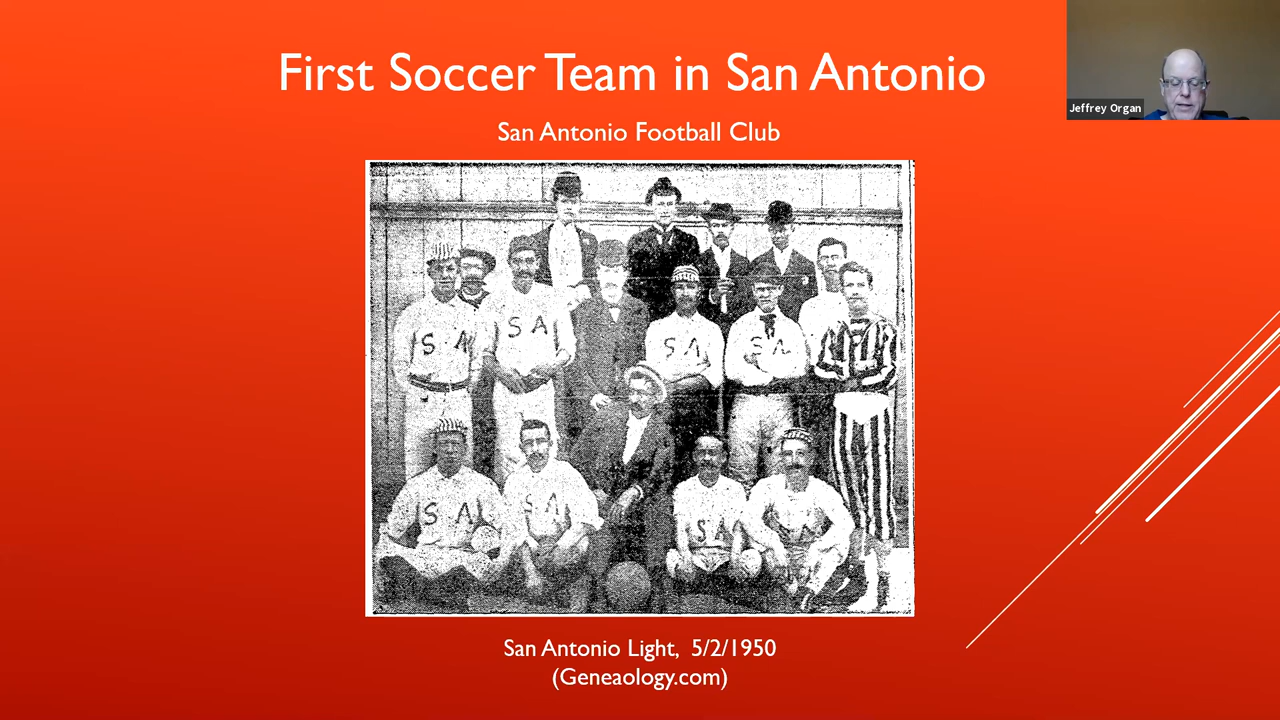 First Soccer Team in San Antonio
Jeffrey Organ
San Antonio Football Club
S A
S A
S A
S A
S A
S A
S A
San Antonio Light, 5/2/1950
(Geneaology.com)